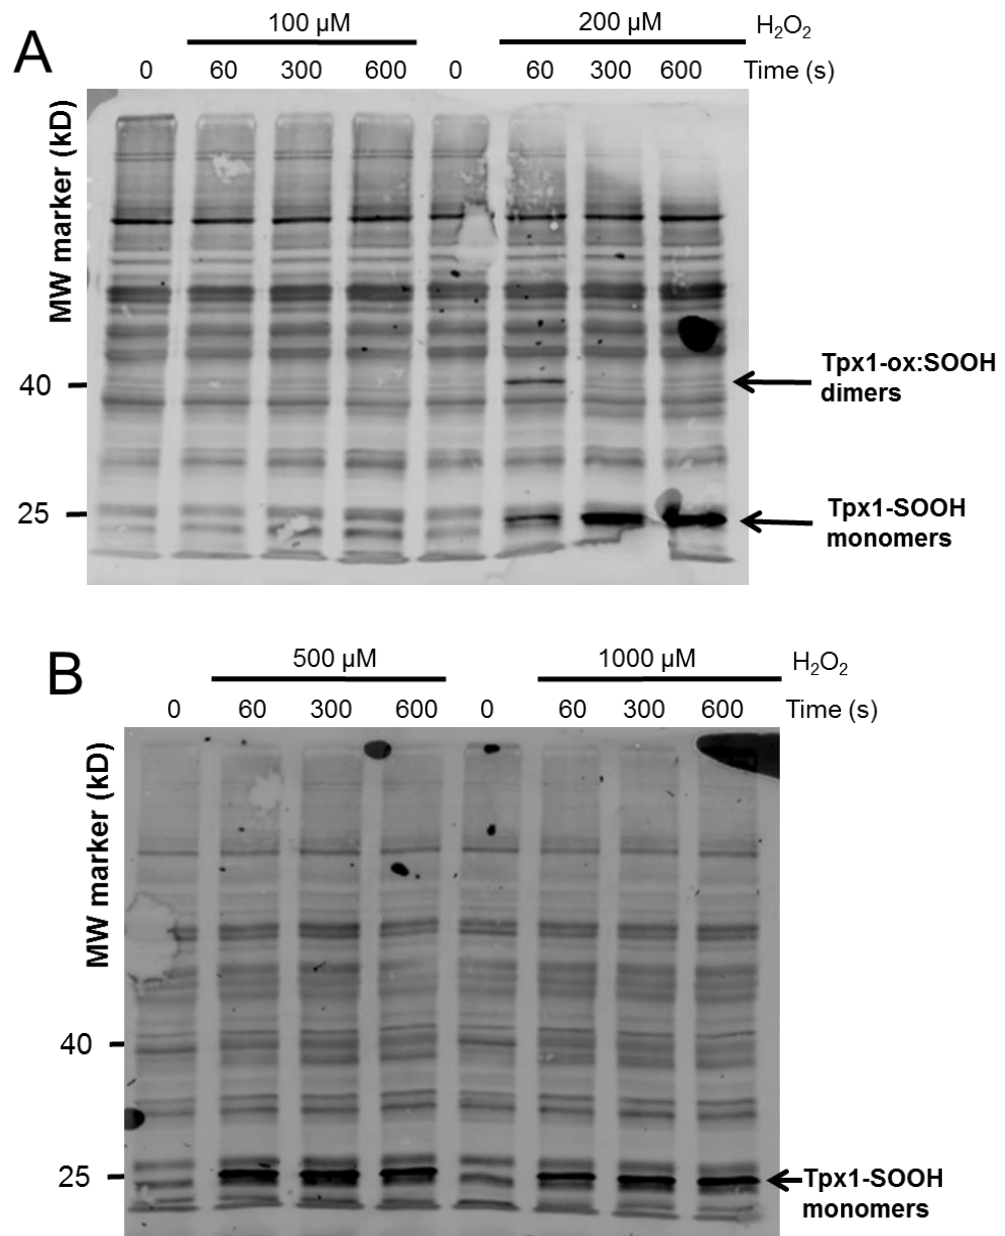 A
100 µM
200 µM
H₂O₂
0 60 300 600 0 60 300 600 Time (s)
MW marker (kD)
40
25
Tpx1-ox:SOOH
dimers
Tpx1-SOOH
monomers
B
500 µM
1000 µM
H₂O₂
0 60 300 600 0 60 300 600 Time (s)
MW marker (kD)
40
25
Tpx1-SOOH
monomers